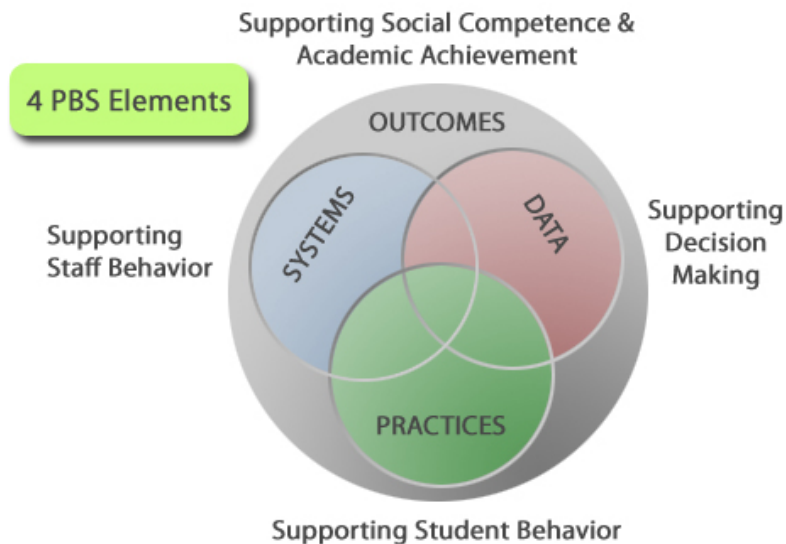 Supporting Social Competence &
Academic Achievement
4 PBS Elements
OUTCOMES
SYSTEMS
DATA
Supporting
Staff Behavior
Supporting
Decision
Making
PRACTICES
Supporting Student Behavior